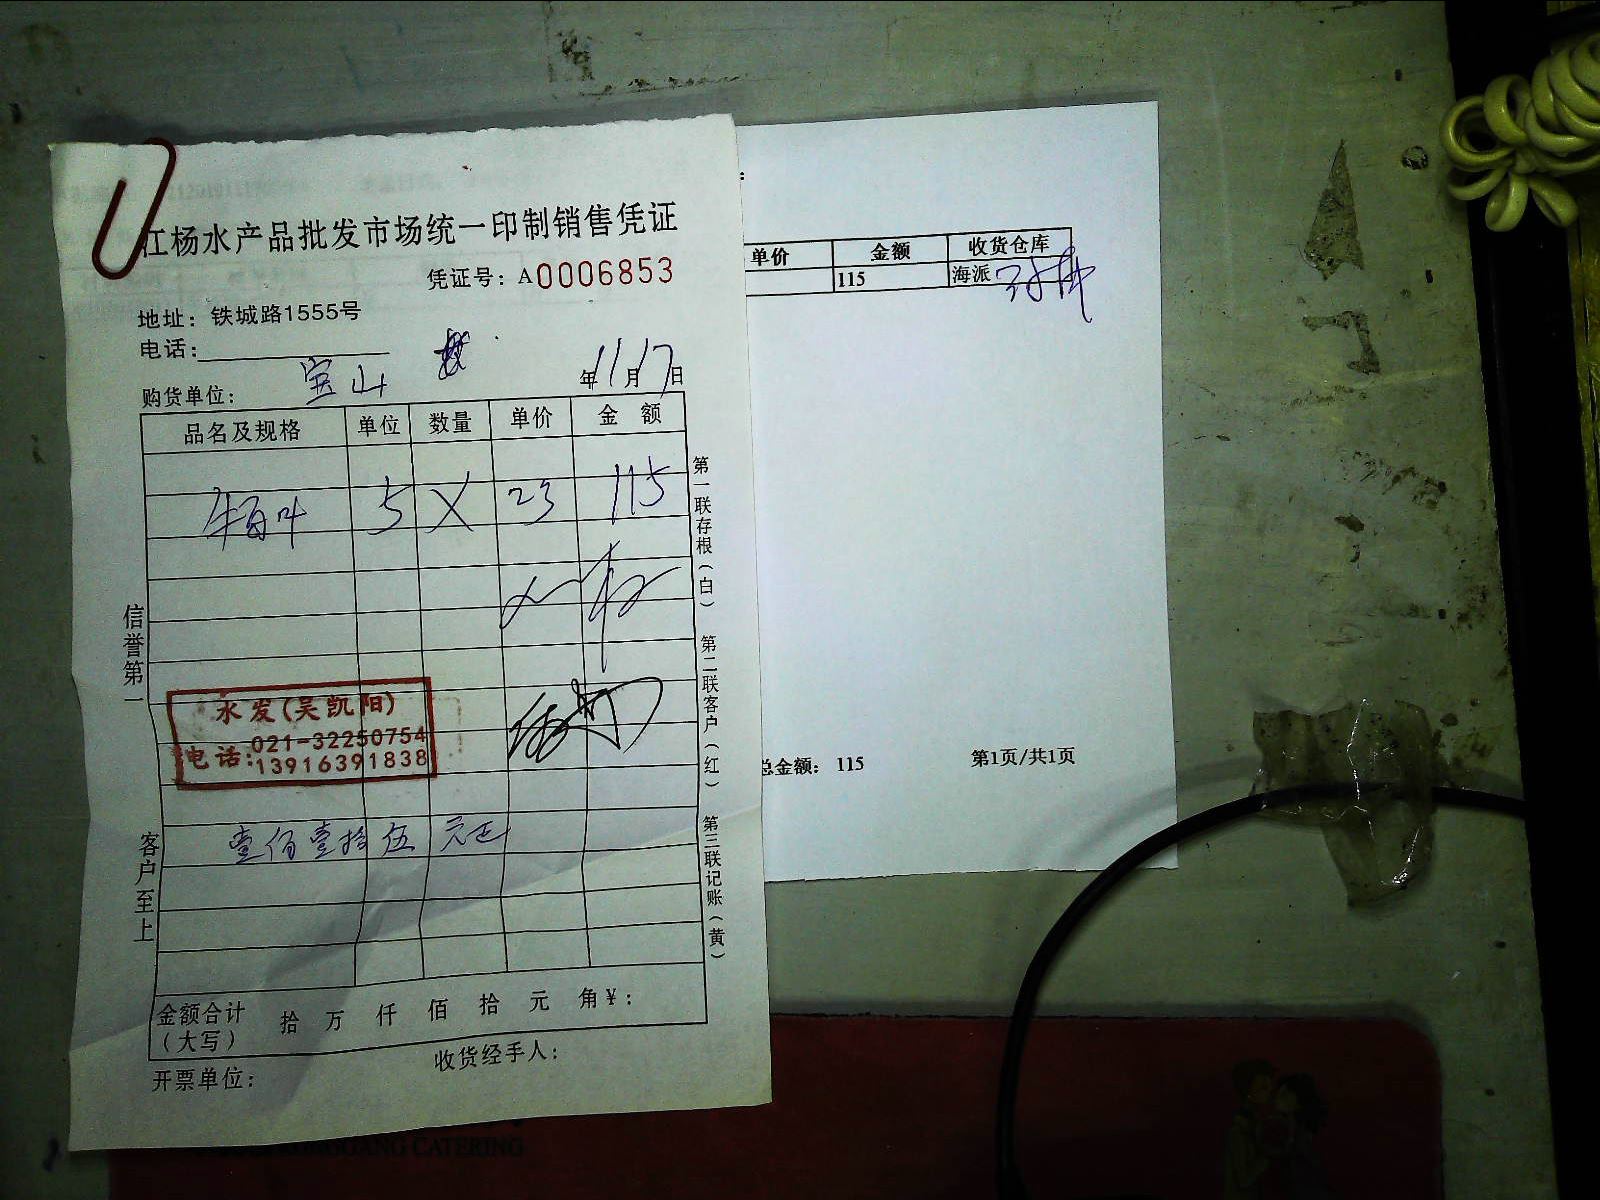 江杨水产品批发市场统一印制销售凭证
凭证号：A0006853
地址：铁城路1555号
电话：
购货单位： 宝山 年11月17日
品名及规格 单位 数量 单价 金 额
牛百叶 5 X 23 115
水发(吴凯阳)
电话:021-32250754
13916391838
壹佰壹拾伍元正
金额合计（大写） 拾 万 仟 佰 拾 元 角￥：
开票单位： 收货经手人：
信誉第一
客户至上
第一联存根（白）
第二联客户（红）
第三联记账（黄）
单价 金额 收货仓库
115 海派
总金额： 115 第1页/共1页
CATERING